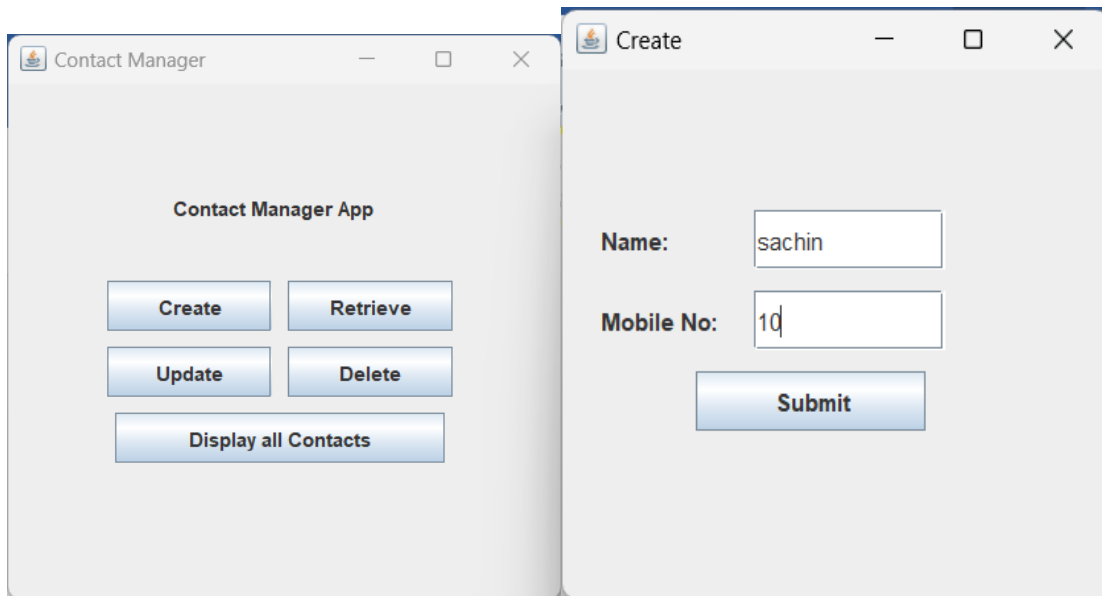 Contact Manager
Contact Manager App
Create Retrieve
Update Delete
Display all Contacts
Create
Name: sachin
Mobile No: 10
Submit